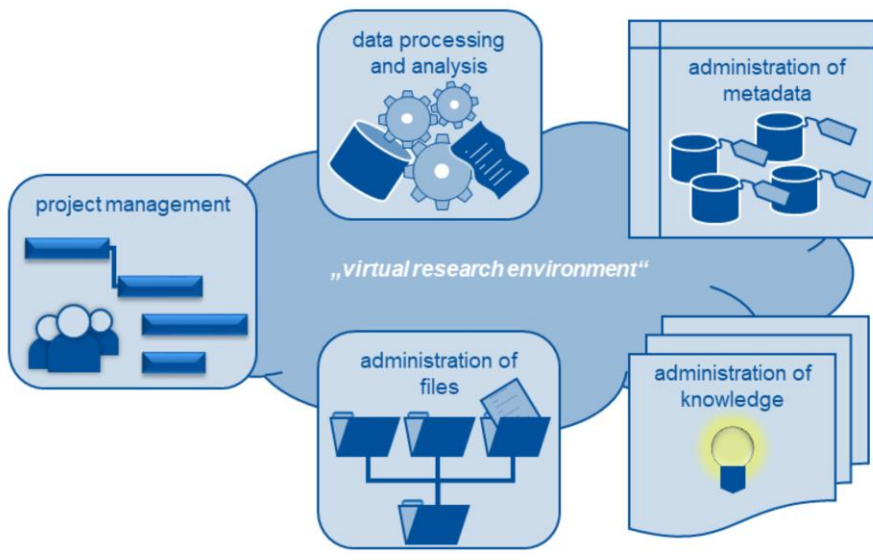 data processing
and analysis
administration of
metadata
project management
„virtual research environment“
administration of
files
administration of
knowledge